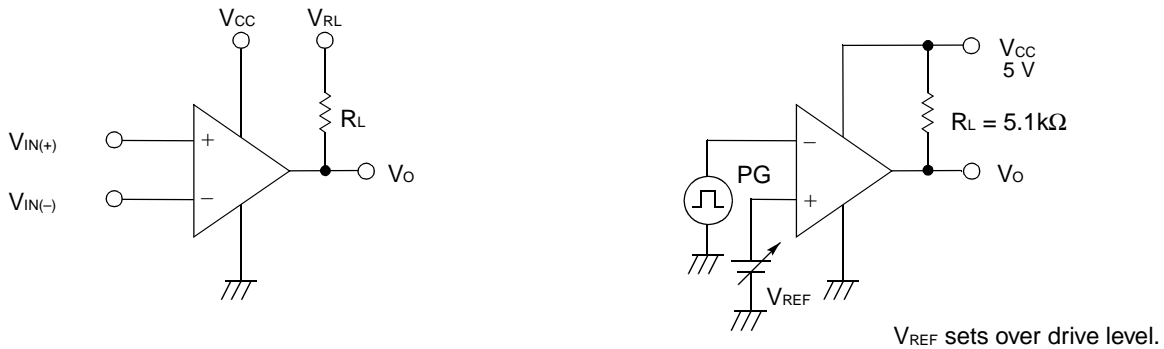 VCC
VRL
RL
VIN(+)
+
VO
VIN(−)
−
VCC
5 V
RL = 5.1kΩ
−
PG
VO
+
VREF
VREF sets over drive level.